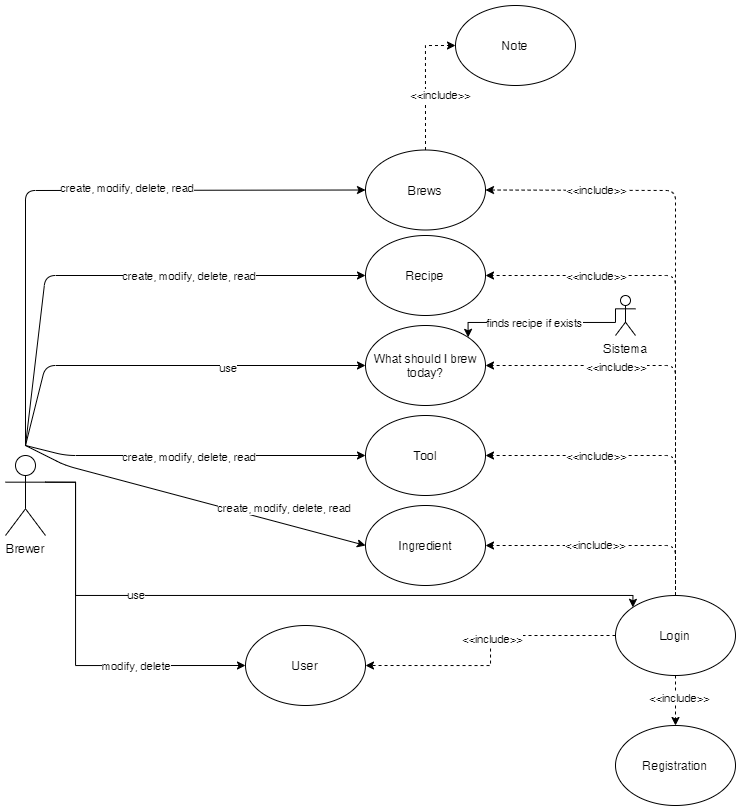 Note
<<include>>
create, modify, delete, read
Brews
<<include>>
create, modify, delete, read
Recipe
<<include>>
finds recipe if exists
Sistema
use
What should I brew
today?
<<include>>
create, modify, delete, read
Tool
<<include>>
create, modify, delete, read
Ingredient
<<include>>
Brewer
use
Login
<<include>>
modify, delete
User
<<include>>
Registration